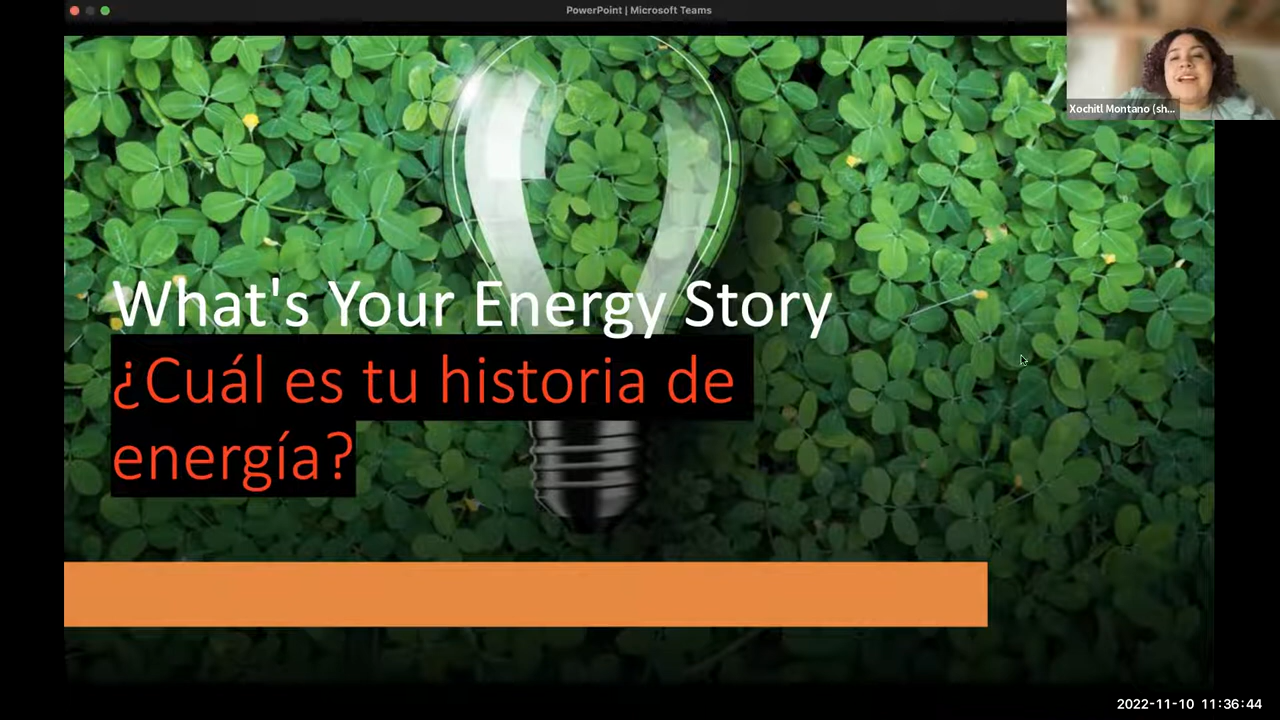 PowerPoint | Microsoft Teams
Xochitl Montano (sh...
What's Your Energy Story
¿Cuál es tu historia de
energía?
2022-11-10 11:36:44